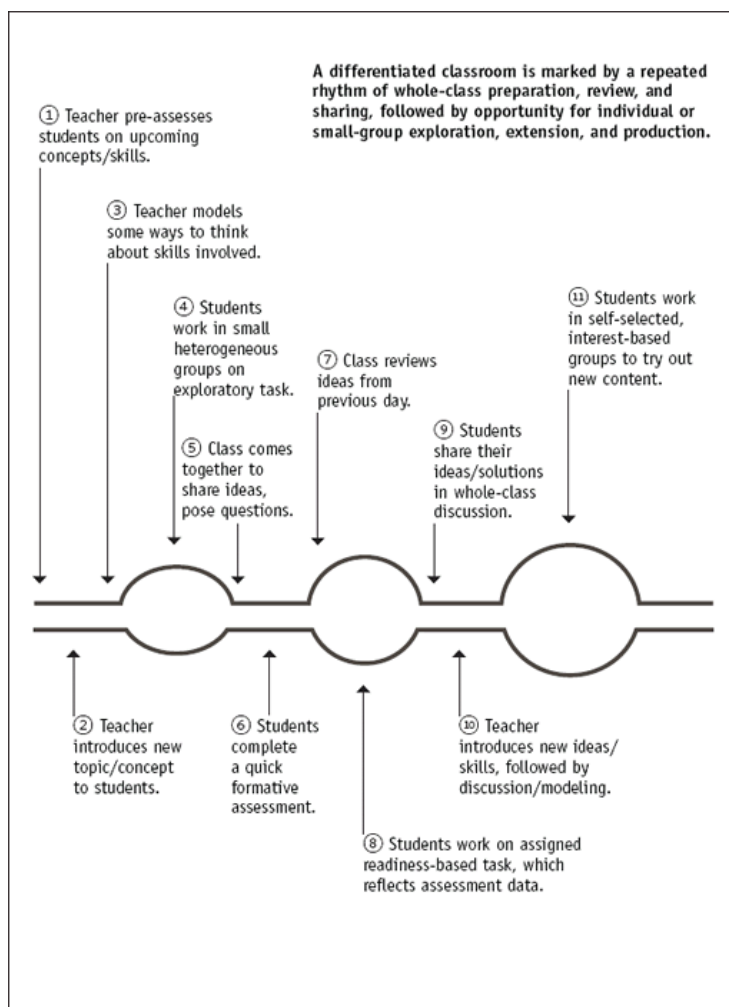 A differentiated classroom is marked by a repeated
rhythm of whole-class preparation, review, and
sharing, followed by opportunity for individual or
small-group exploration, extension, and production.
① Teacher pre-assesses
students on upcoming
concepts/skills.
② Teacher
introduces new
topic/concept
to students.
③ Teacher models
some ways to think
about skills involved.
④ Students
work in small
heterogeneous
groups on
exploratory task.
⑤ Class comes
together to
share ideas,
pose questions.
⑥ Students
complete
a quick
formative
assessment.
⑦ Class reviews
ideas from
previous day.
⑧ Students work on assigned
readiness-based task, which
reflects assessment data.
⑨ Students
share their
ideas/solutions
in whole-class
discussion.
⑩ Teacher
introduces new ideas/
skills, followed by
discussion/modeling.
⑪ Students work
in self-selected,
interest-based
groups to try out
new content.